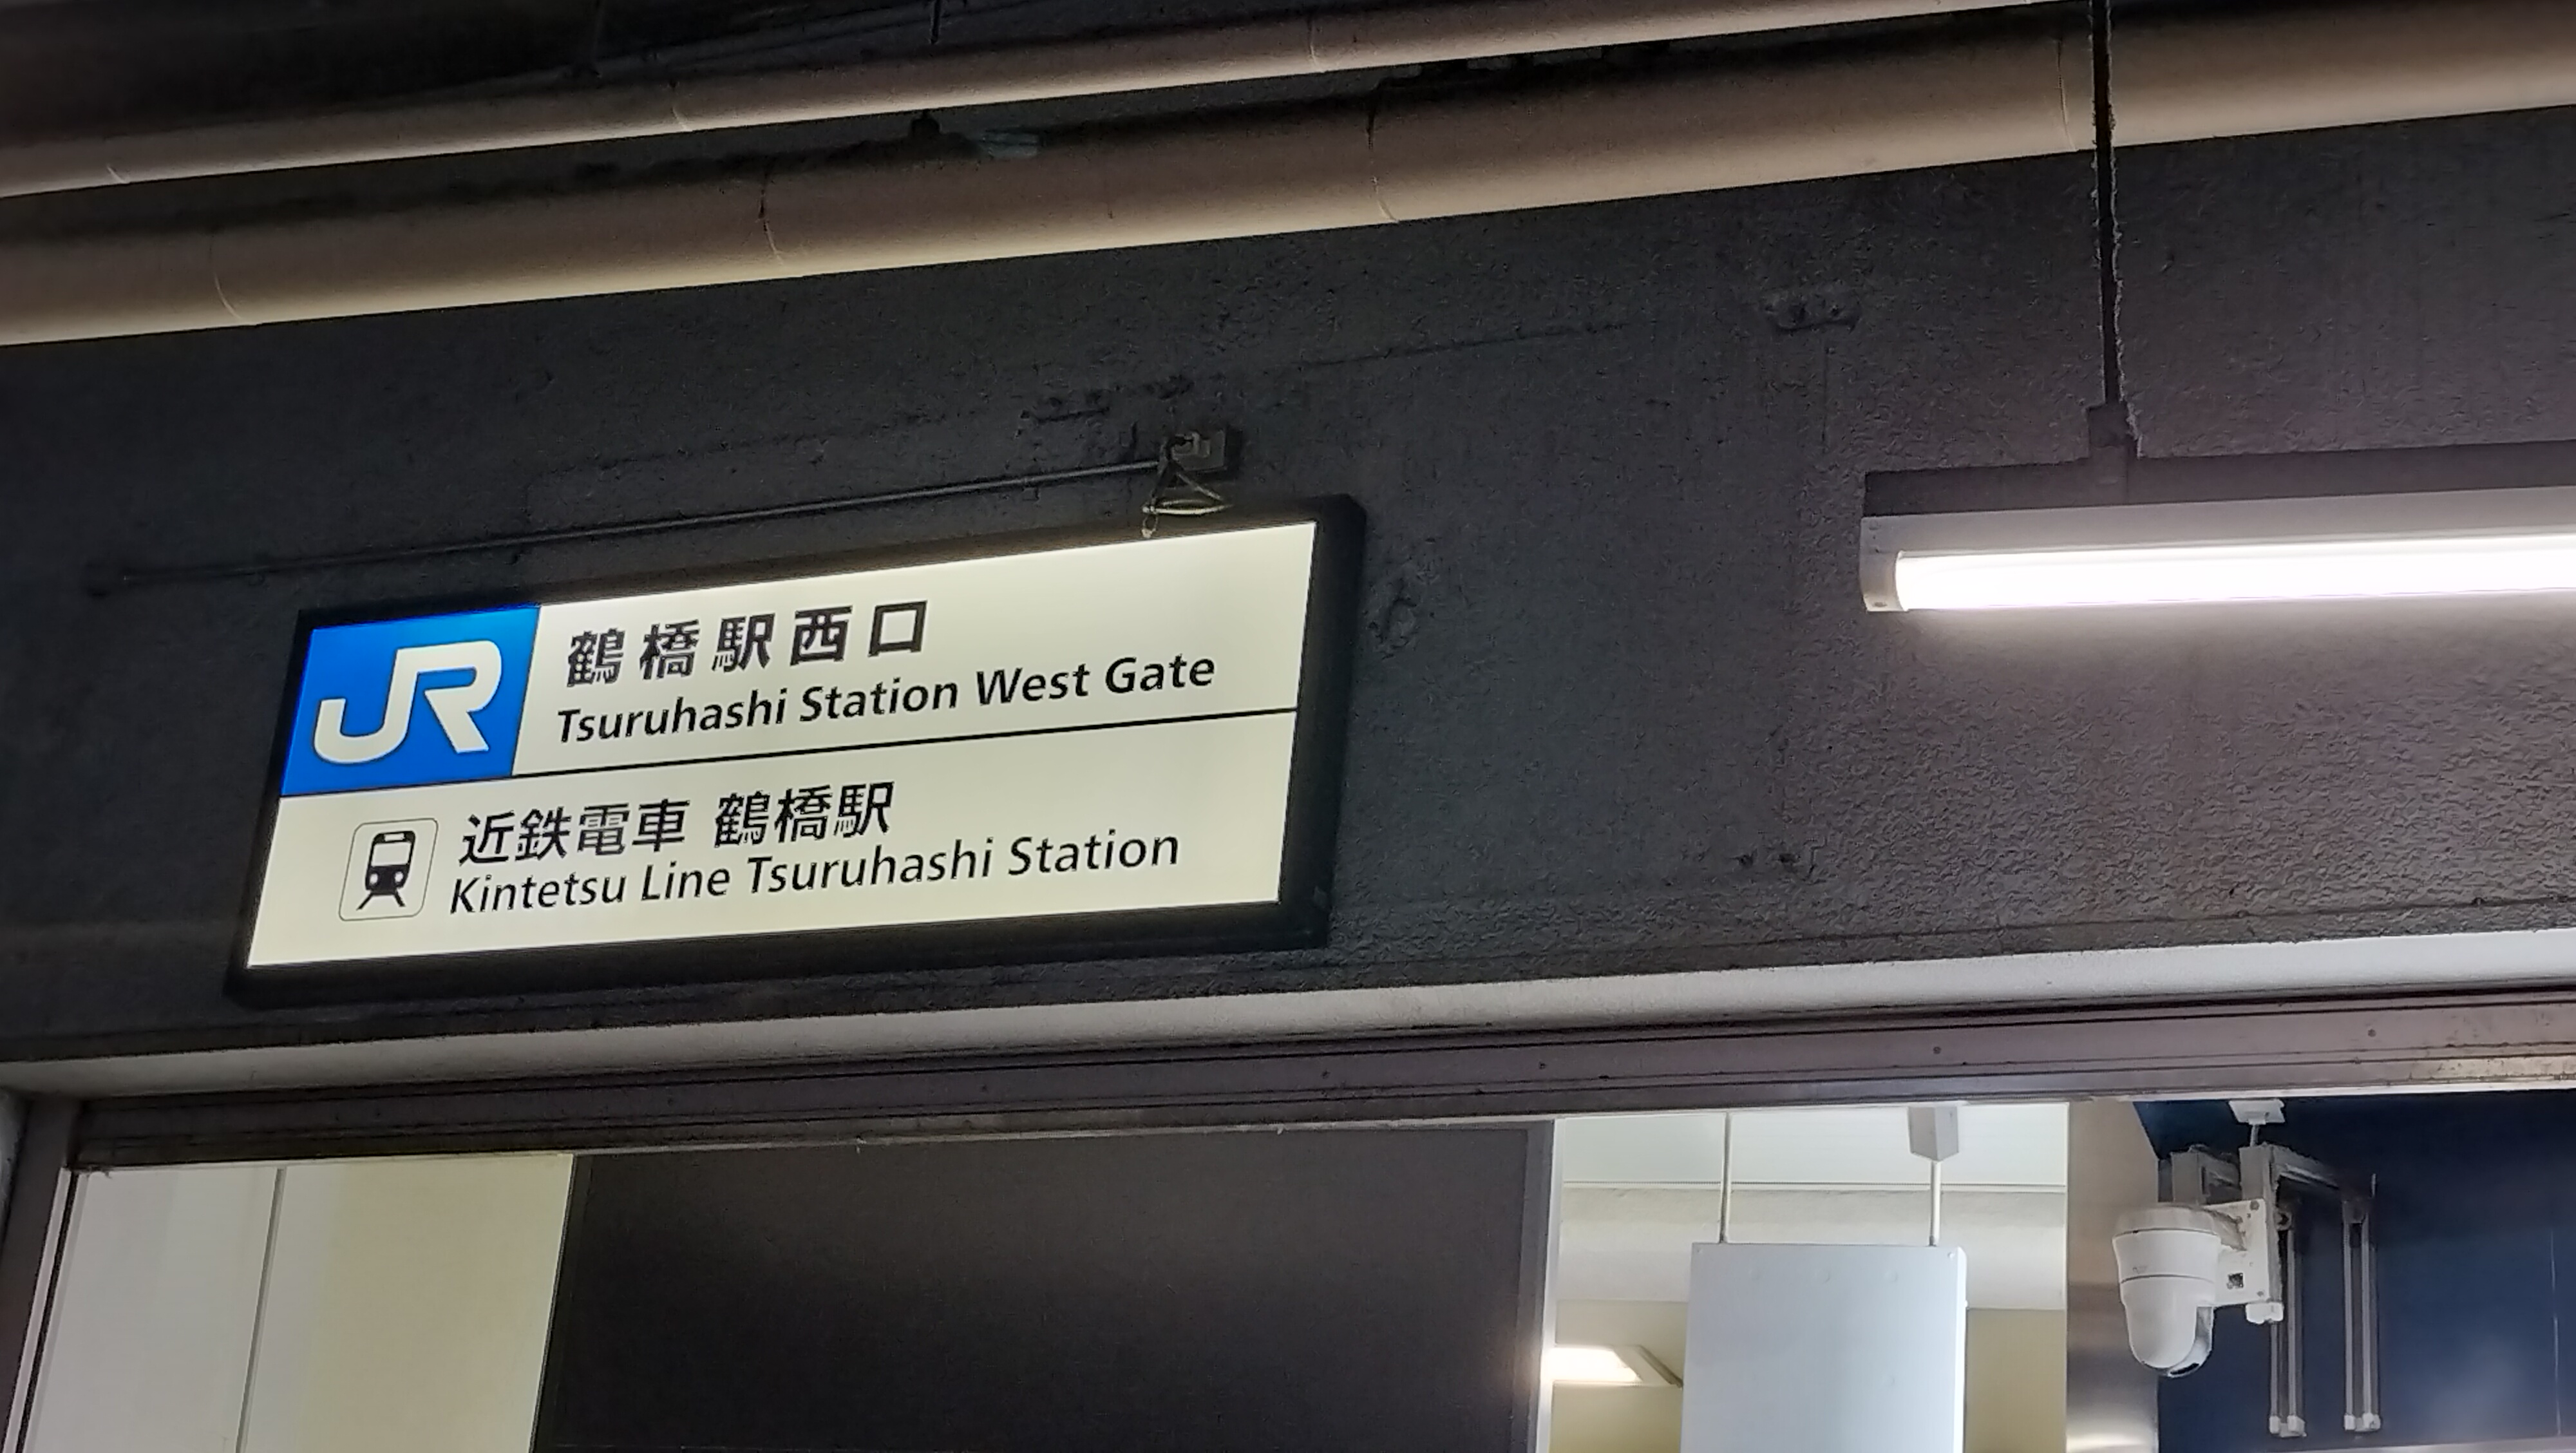 JR
鶴橋駅西口
Tsuruhashi Station West Gate
近鉄電車 鶴橋駅
Kintetsu Line Tsuruhashi Station